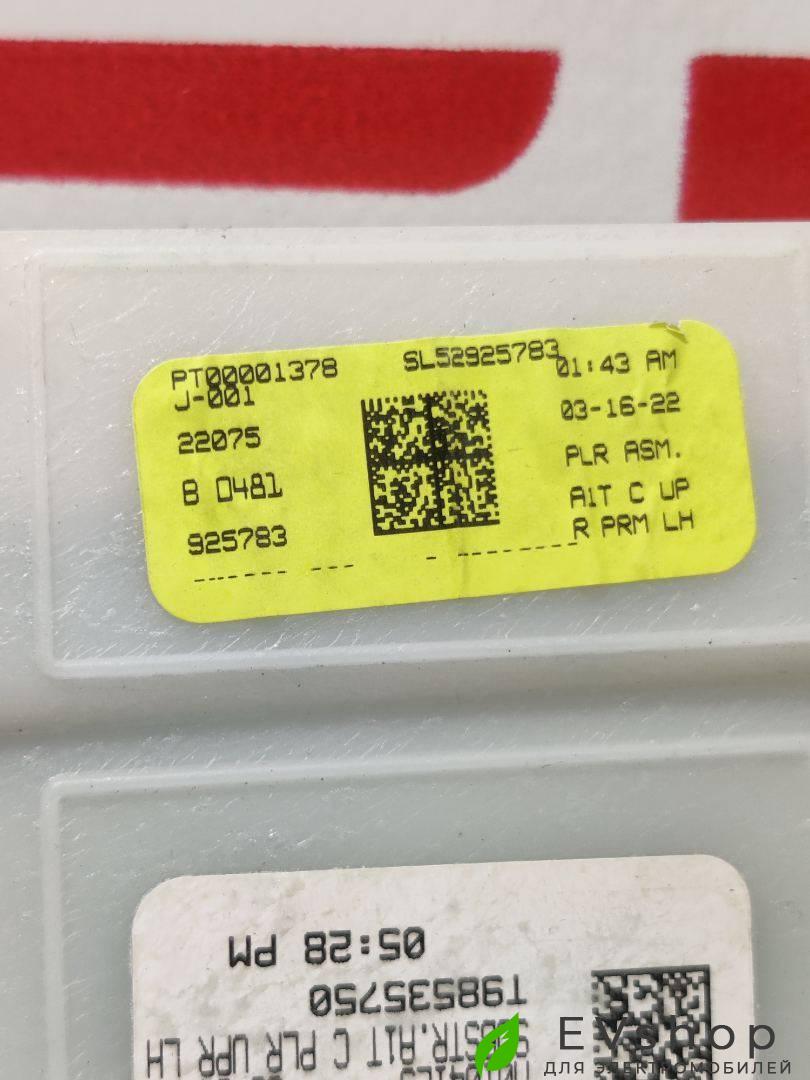 PT00001378
SL52925783
01:43 AM
J-001
03-16-22
22075
PLR ASM.
B 0481
A1T C UP
925783
R PRM LH
05:28 PM
T98535750
A1T C PLR UPR LH
EVshop
ДЛЯ ЭЛЕКТРОМОБИЛЕЙ